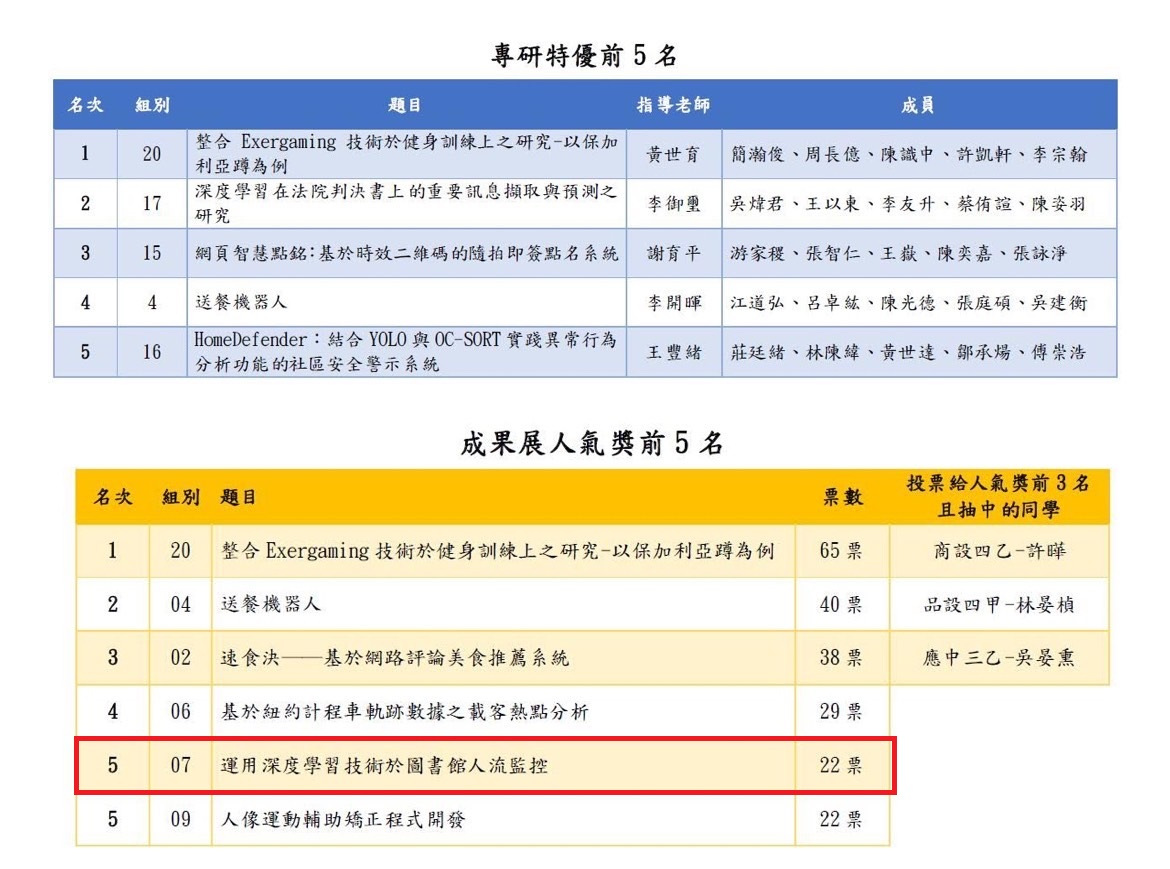 專研特優前 5 名
名次 組別 題目 指導老師 成員
1 20 整合 Exergaming 技術於健身訓練上之研究-以保加
利亞蹲為例 黃世育 簡瀚俊、周長億、陳識中、許凱軒、李宗翰
2 17 深度學習在法院判決書上的重要訊息擷取與預測之
研究 李御璽 吳煒君、王以東、李友升、蔡侑諠、陳姿羽
3 15 網頁智慧點銘:基於時效二維碼的隨拍即簽點名系統 謝育平 游家稷、張智仁、王嶽、陳奕嘉、張詠淨
4 4 送餐機器人 李開暉 江道弘、呂卓紘、陳光德、張庭碩、吳建衡
5 16 HomeDefender：結合 YOLO 與 OC-SORT 實踐異常行為
分析功能的社區安全警示系統 王豐緒 莊廷緒、林陳緯、黃世遠、鄒承煬、傅崇浩
成果展人氣獎前 5 名
名次 組別 題目 票數 投票給人氣獎前 3 名
且抽中的同學
1 20 整合 Exergaming 技術於健身訓練上之研究-以保加利亞蹲為例 65 票 商設四乙-許曄
2 04 送餐機器人 40 票 品設四甲-林晏楨
3 02 速食決——基於網路評論美食推薦系統 38 票 應中三乙-吳晏熏
4 06 基於紐約計程車軌跡數據之載客熱點分析 29 票
5 07 運用深度學習技術於圖書館人流監控 22 票
5 09 人像運動輔助矯正程式開發 22 票